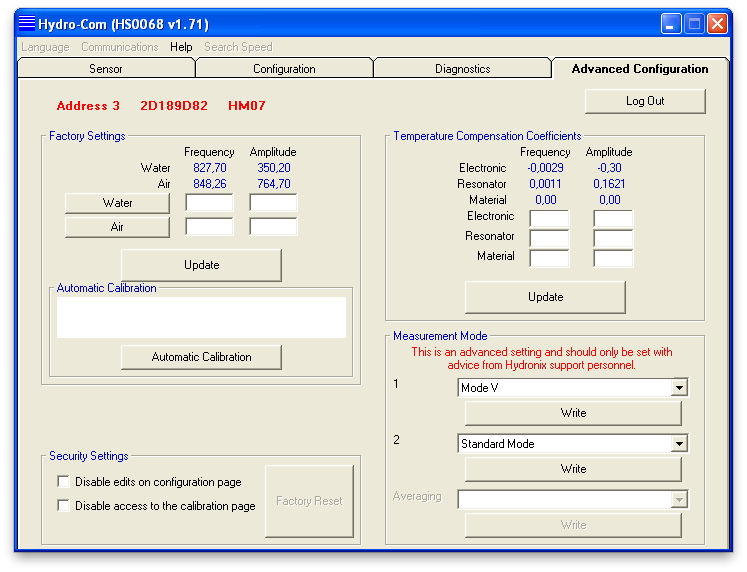 Hydro-Com (HS0068 v1.71)
Language Communications Help Search Speed
Sensor Configuration Diagnostics Advanced Configuration
Address 3 2D189D82 HM07
Log Out
Factory Settings
Frequency Amplitude
Water 827,70 350,20
Air 848,26 764,70
Water
Air
Update
Automatic Calibration
Automatic Calibration
Temperature Compensation Coefficients
Frequency Amplitude
Electronic -0,0029 -0,30
Resonator 0,0011 0,1621
Material 0,00 0,00
Electronic
Resonator
Material
Update
Measurement Mode
This is an advanced setting and should only be set with
advice from Hydronix support personnel.
1 Mode V
Write
2 Standard Mode
Write
Averaging
Write
Security Settings
Disable edits on configuration page
Disable access to the calibration page
Factory Reset